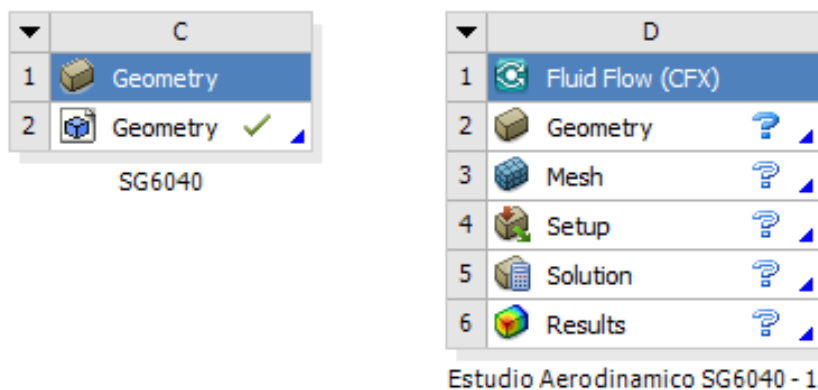 C
1 Geometry
2 Geometry
SG6040
D
1 Fluid Flow (CFX)
2 Geometry ?
3 Mesh ?
4 Setup ?
5 Solution ?
6 Results ?
Estudio Aerodinamico SG6040 - 1